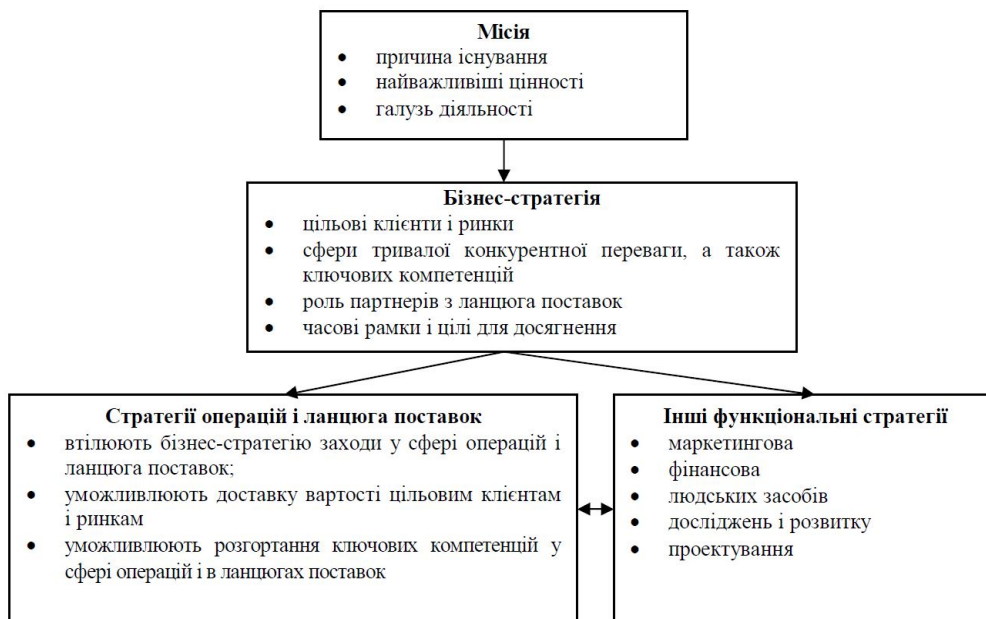 Місія
• причина існування
• найважливіші цінності
• галузь діяльності
Бізнес-стратегія
• цільові клієнти і ринки
• сфери тривалої конкурентної переваги, а також
ключових компетенцій
• роль партнерів з ланцюга поставок
• часові рамки і цілі для досягнення
Стратегії операцій і ланцюга поставок
• втілюють бізнес-стратегію заходи у сфері операцій і
ланцюга поставок;
• уможливлюють доставку вартості цільовим клієнтам
і ринкам
• уможливлюють розгортання ключових компетенцій у
сфері операцій і в ланцюгах поставок
Інші функціональні стратегії
• маркетингова
• фінансова
• людських засобів
• досліджень і розвитку
• проектування